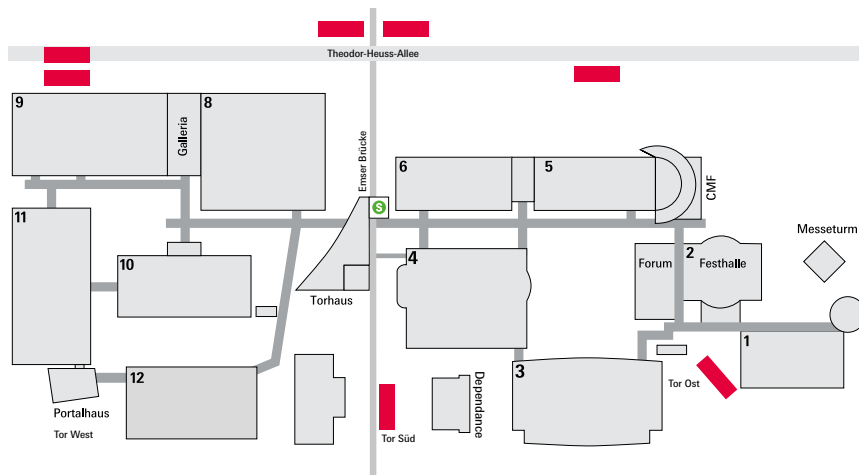 Theodor-Heuss-Allee
9
Galleria
8
Emser Brücke
6
5
CMF
S
11
10
Torhaus
4
Forum
2
Festhalle
Messeturm
12
Portalhaus
Tor West
Tor Süd
Dependance
3
Tor Ost
1